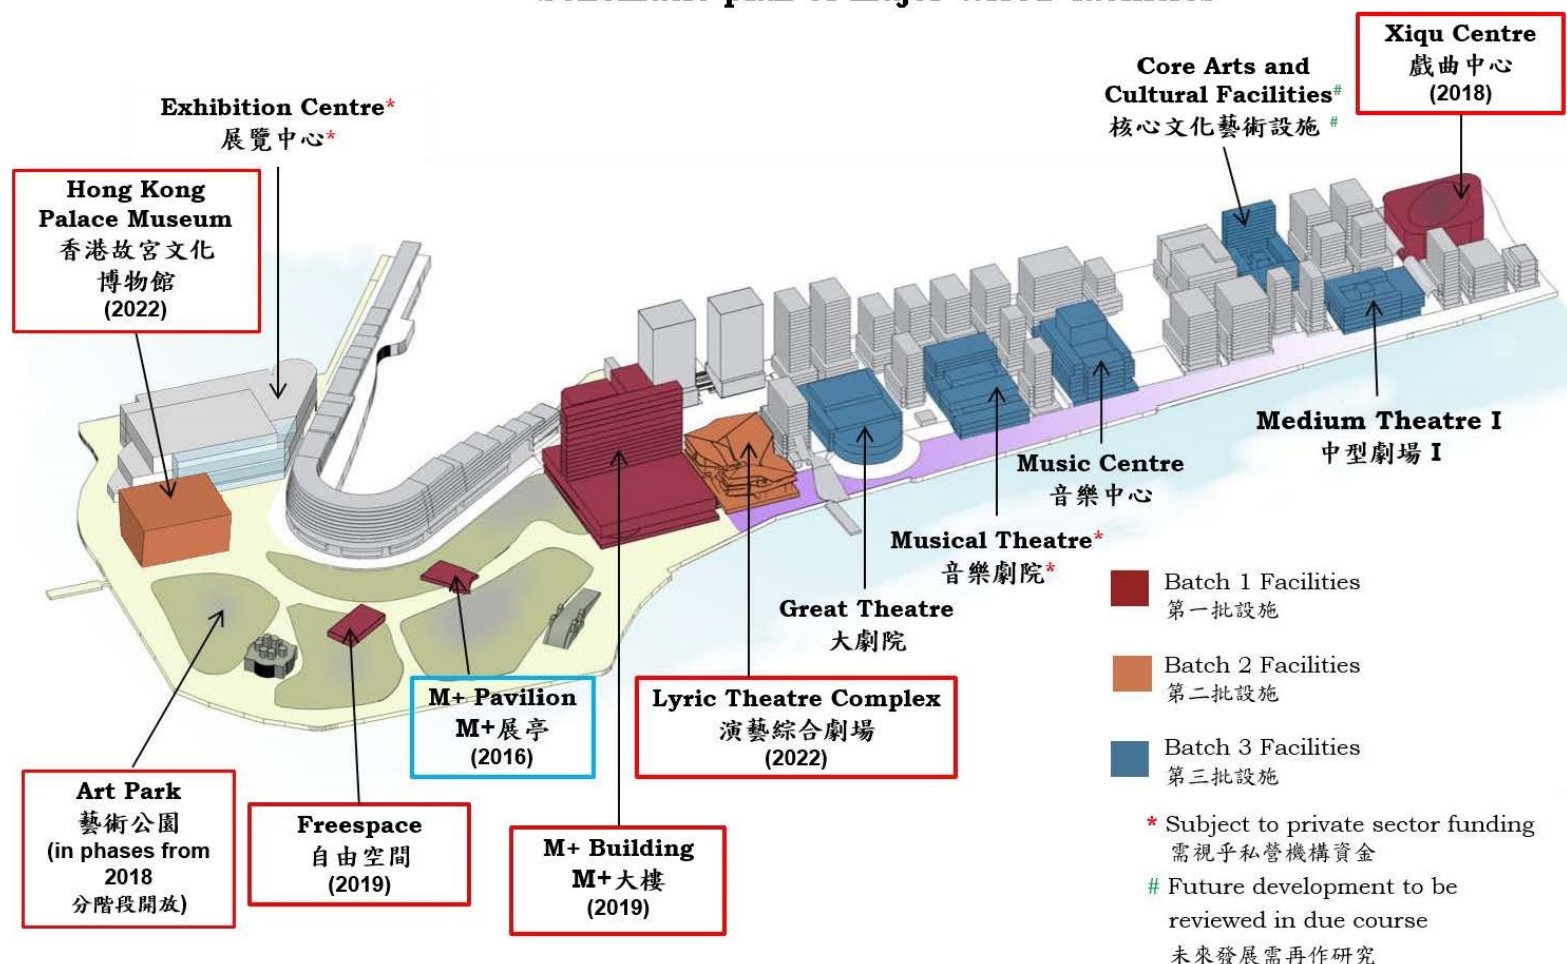 Xiqu Centre
戲曲中心
(2018)
Core Arts and
Cultural Facilities#
核心文化藝術設施 #
Exhibition Centre*
展覽中心*
Hong Kong
Palace Museum
香港故宮文化
博物館
(2022)
Medium Theatre I
中型劇場 I
Music Centre
音樂中心
Musical Theatre*
音樂劇院*
Great Theatre
大劇院
M+ Pavilion
M+展亭
(2016)
Lyric Theatre Complex
演藝綜合劇場
(2022)
Art Park
藝術公園
(in phases from
2018
分階段開放)
Freespace
自由空間
(2019)
M+ Building
M+大樓
(2019)
Batch 1 Facilities
第一批設施
Batch 2 Facilities
第二批設施
Batch 3 Facilities
第三批設施
* Subject to private sector funding
需視乎私營機構資金
# Future development to be
reviewed in due course
未來發展需再作研究